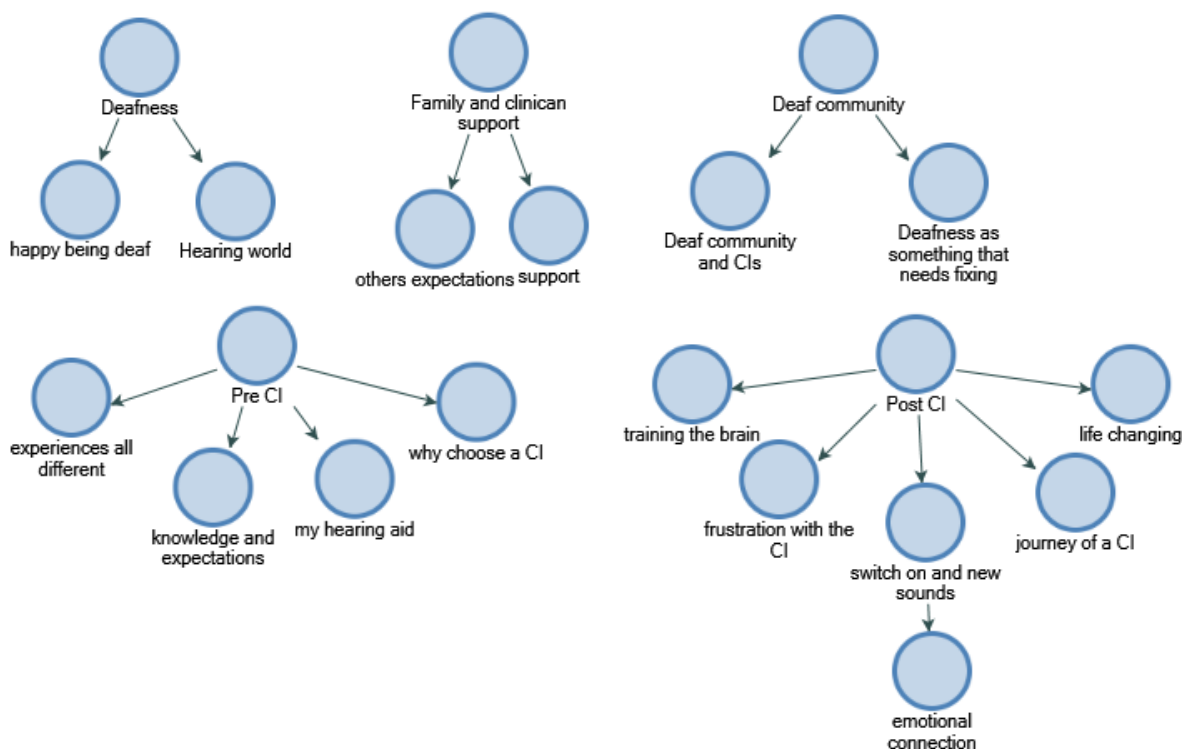 Deafness
happy being deaf
Hearing world
Family and clinican
support
others expectations
support
Deaf community
Deaf community
and CIs
Deafness as
something that
needs fixing
Pre CI
experiences all
different
knowledge and
expectations
my hearing aid
why choose a CI
Post CI
training the brain
frustration with the
CI
switch on and new
sounds
journey of a CI
life changing
emotional
connection